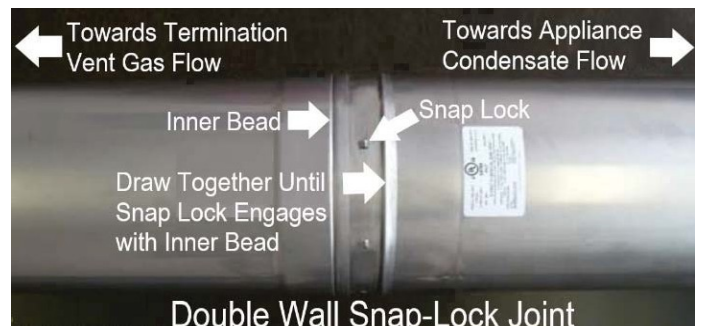 Towards Termination
Vent Gas Flow
Towards Appliance
Condensate Flow
Inner Bead
Snap Lock
Draw Together Until
Snap Lock Engages
with Inner Bead
Double Wall Snap-Lock Joint